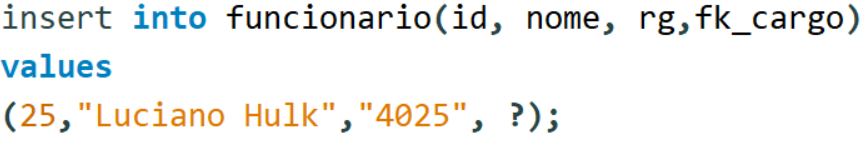 insert into funcionario(id, nome, rg,fk_cargo)
values
(25,"Luciano Hulk","4025", ?);